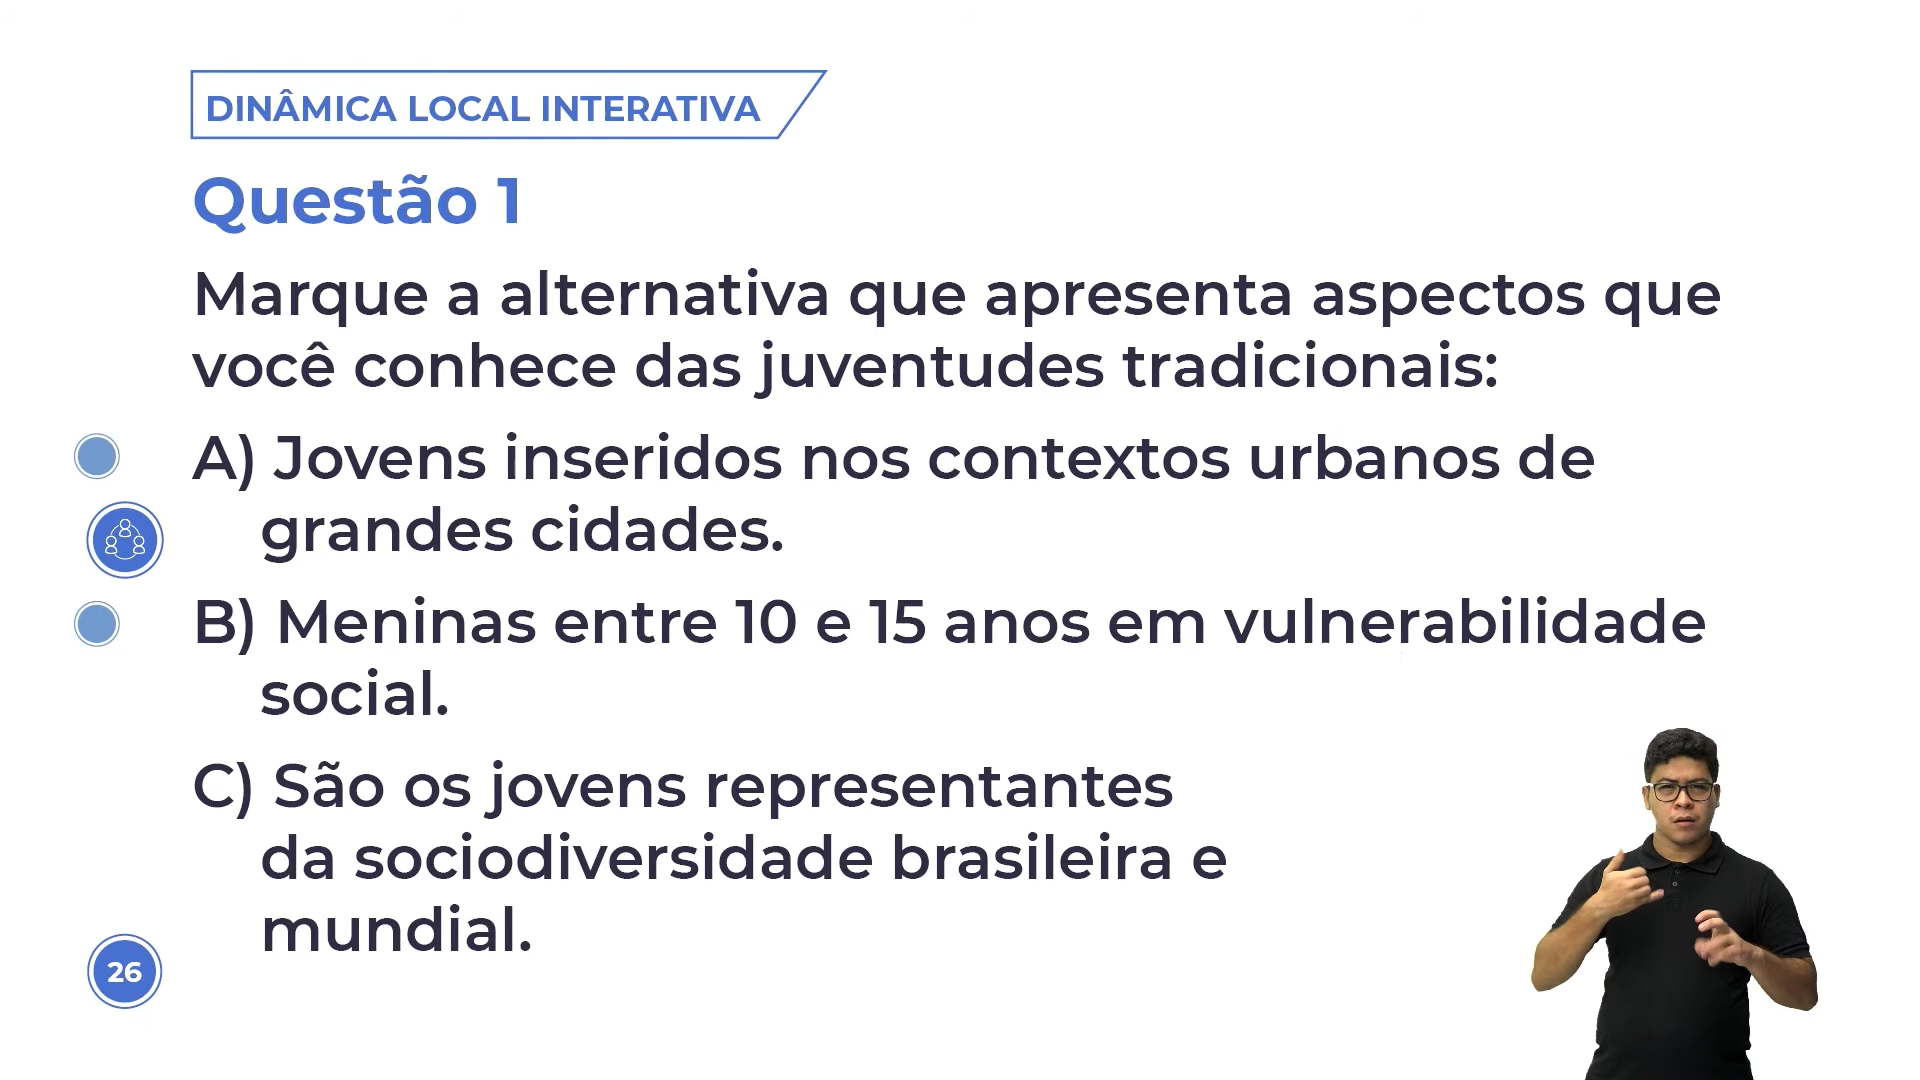 DINÂMICA LOCAL INTERATIVA
Questão 1
Marque a alternativa que apresenta aspectos que
você conhece das juventudes tradicionais:
A) Jovens inseridos nos contextos urbanos de
grandes cidades.
B) Meninas entre 10 e 15 anos em vulnerabilidade
social.
C) São os jovens representantes
da sociodiversidade brasileira e
mundial.
26